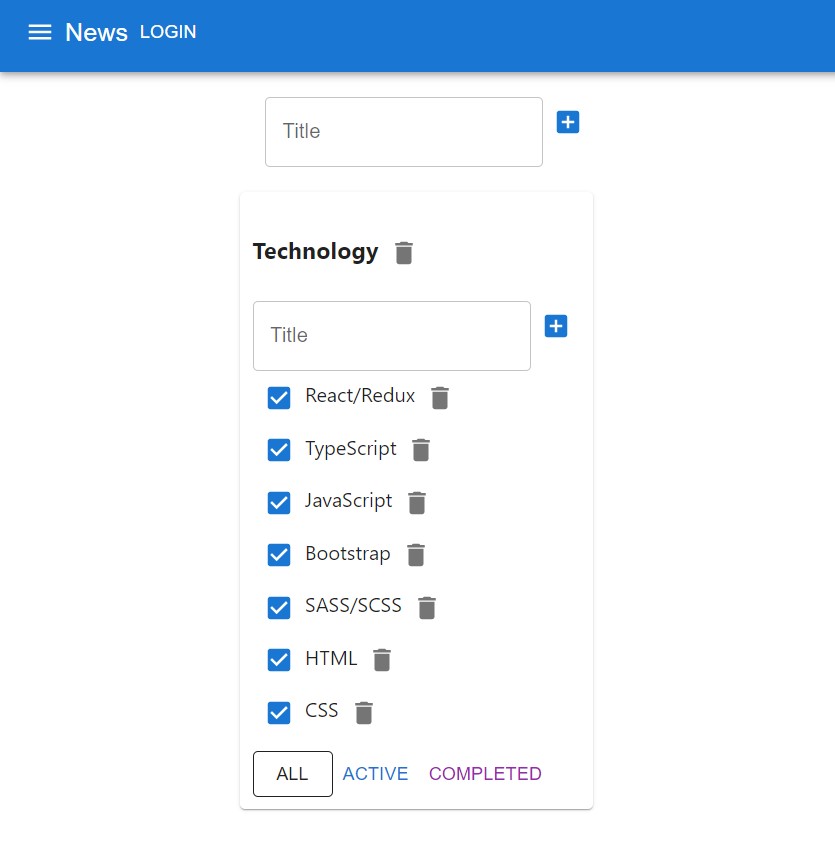 News LOGIN
Title
Technology
Title
React/Redux
TypeScript
JavaScript
Bootstrap
SASS/SCSS
HTML
CSS
ALL ACTIVE COMPLETED